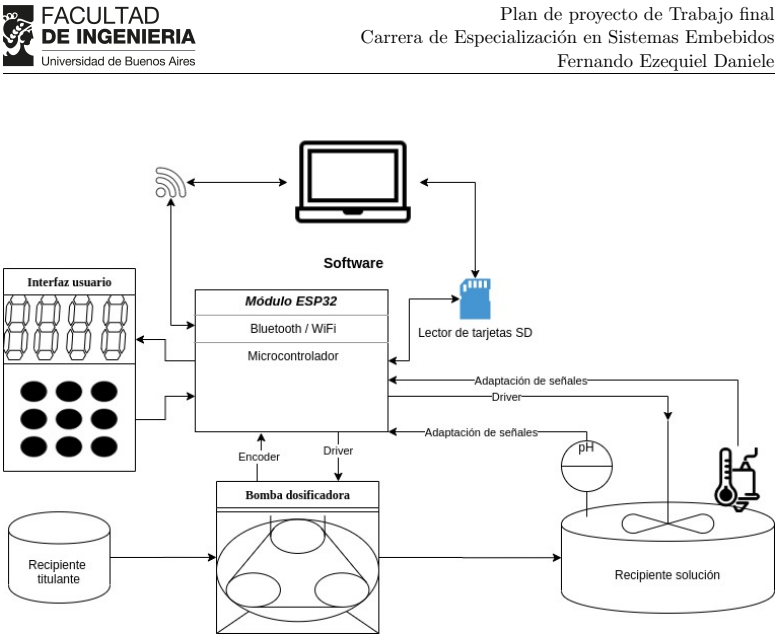 FACULTAD
DE INGENIERIA
Universidad de Buenos Aires
Plan de proyecto de Trabajo final
Carrera de Especialización en Sistemas Embebidos
Fernando Ezequiel Daniele
Software
Interfaz usuario
Módulo ESP32
Bluetooth / WiFi
Microcontrolador
Lector de tarjetas SD
Adaptación de señales
Driver
Adaptación de señales
pH
Encoder
Driver
Bomba dosificadora
Recipiente
titulante
Recipiente solución